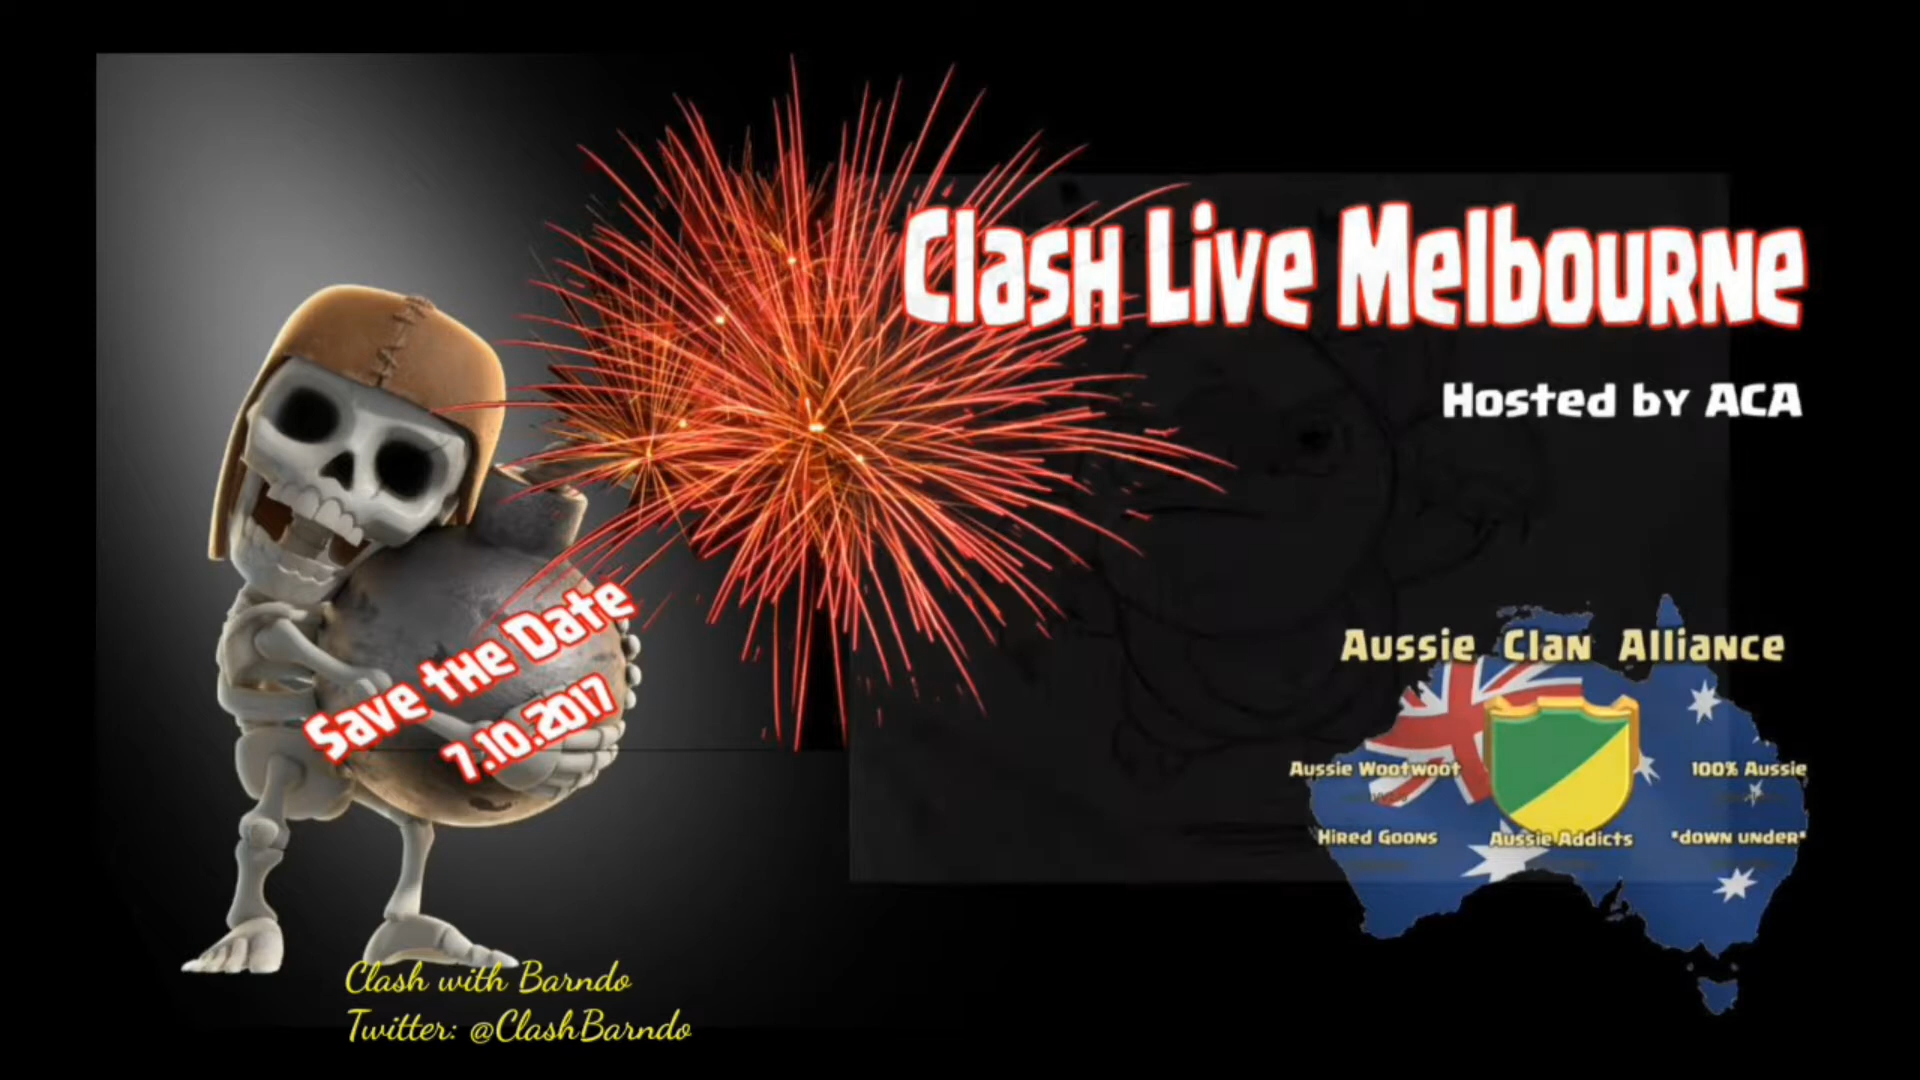 Clash Live Melbourne
Hosted by ACA
Save the Date
7.10.2017
Aussie Clan Alliance
Aussie Wootwoot
100% Aussie
Hired Goons
Aussie Addicts
*down under*
Clash with Barndo
Twitter: @ClashBarndo